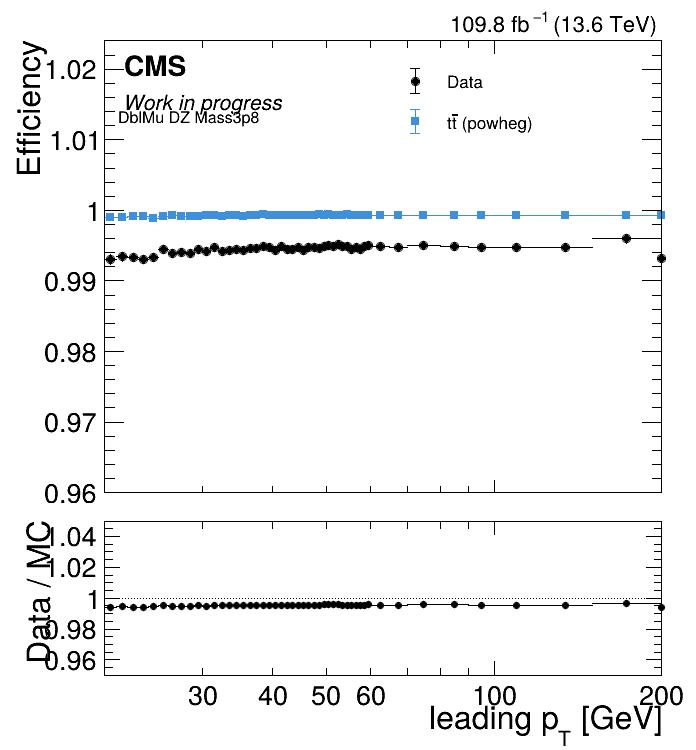 109.8 fb⁻¹ (13.6 TeV)
Efficiency
CMS
Work in progress
DblMu DZ Mass3p8
Data
tt̄ (powheg)
1.02
1.01
1
0.99
0.98
0.97
0.96
Data / MC
1.04
1.02
1
0.98
0.96
30 40 50 60 100 200
leading p_T [GeV]